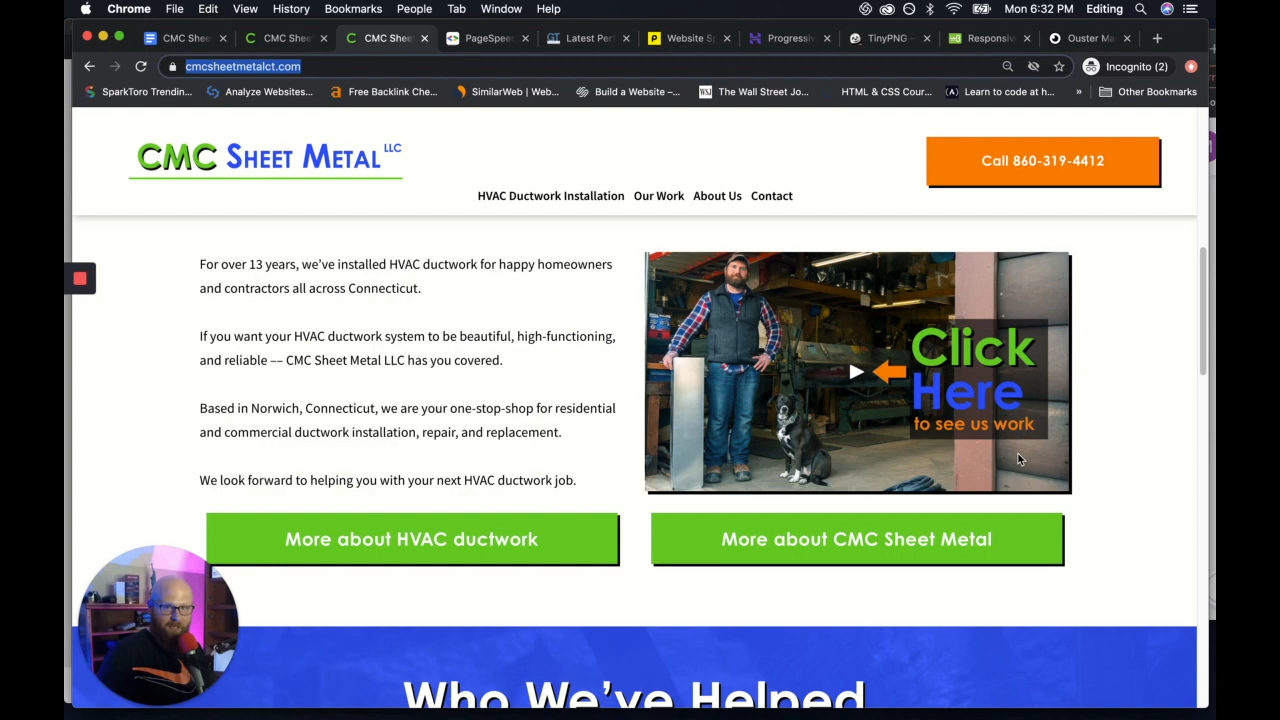 Chrome File Edit View History Bookmarks People Tab Window Help Mon 6:32 PM Editing
CMC Shee CMC Shee CMC Shee PageSpee Latest Perf Website S Progressiv TinyPNG – Responsiv Ouster Ma
cmcsheetmetalct.com Incognito (2)
SparkToro Trendin... Analyze Websites... Free Backlink Che... SimilarWeb | Web... Build a Website –... WSJ The Wall Street Jo... HTML & CSS Cour... Learn to code at h... » Other Bookmarks
CMC SHEET METAL LLC
Call 860-319-4412
HVAC Ductwork Installation Our Work About Us Contact
For over 13 years, we’ve installed HVAC ductwork for happy homeowners
and contractors all across Connecticut.
If you want your HVAC ductwork system to be beautiful, high-functioning,
and reliable –– CMC Sheet Metal LLC has you covered.
Based in Norwich, Connecticut, we are your one-stop-shop for residential
and commercial ductwork installation, repair, and replacement.
We look forward to helping you with your next HVAC ductwork job.
Click
Here
to see us work
More about HVAC ductwork
More about CMC Sheet Metal
Who We’ve Helped